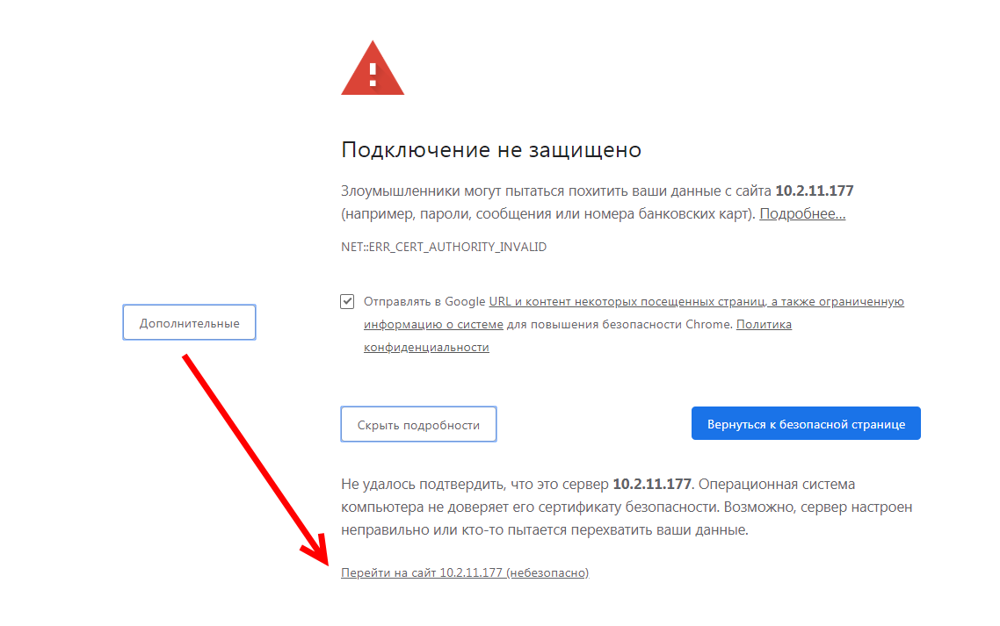 Подключение не защищено
Злоумышленники могут пытаться похитить ваши данные с сайта 10.2.11.177
(например, пароли, сообщения или номера банковских карт). Подробнее...
NET::ERR_CERT_AUTHORITY_INVALID
Отправлять в Google URL и контент некоторых посещенных страниц, а также ограниченную
информацию о системе для повышения безопасности Chrome. Политика
конфиденциальности
Дополнительные
Скрыть подробности
Вернуться к безопасной странице
Не удалось подтвердить, что это сервер 10.2.11.177. Операционная система
компьютера не доверяет его сертификату безопасности. Возможно, сервер настроен
неправильно или кто-то пытается перехватить ваши данные.
Перейти на сайт 10.2.11.177 (небезопасно)